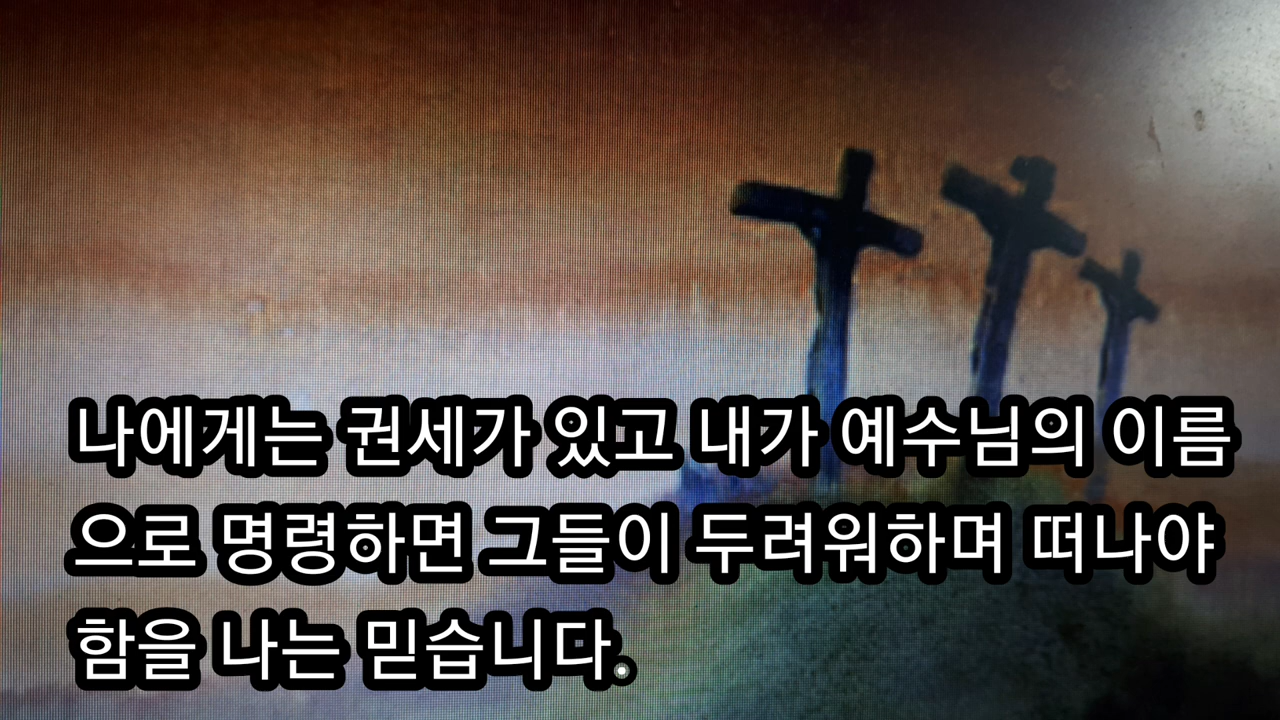 나에게는 권세가 있고 내가 예수님의 이름
으로 명령하면 그들이 두려워하며 떠나야
함을 나는 믿습니다.